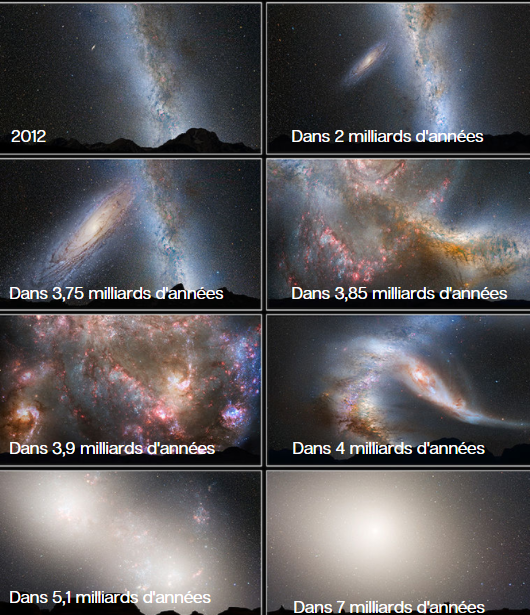 2012
Dans 2 milliards d'années
Dans 3,75 milliards d'années
Dans 3,85 milliards d'années
Dans 3,9 milliards d'années
Dans 4 milliards d'années
Dans 5,1 milliards d'années
Dans 7 milliards d'années